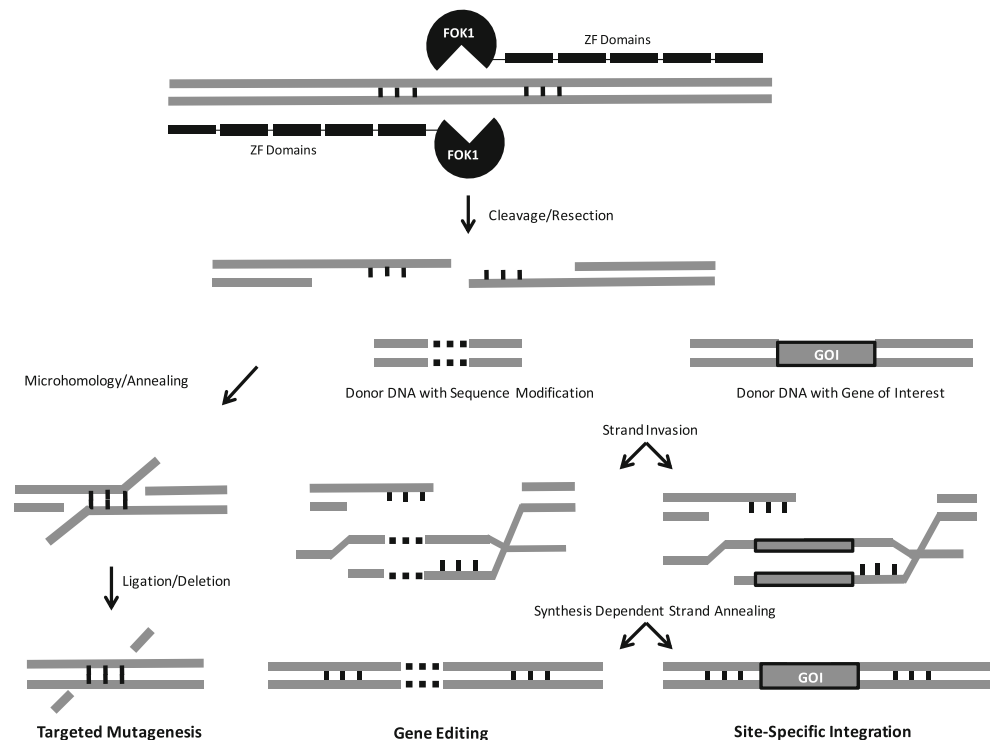 FOK1
ZF Domains
ZF Domains
FOK1
Cleavage/Resection
GOI
Microhomology/Annealing
Donor DNA with Sequence Modification
Donor DNA with Gene of Interest
Strand Invasion
Ligation/Deletion
Synthesis Dependent Strand Annealing
GOI
Targeted Mutagenesis
Gene Editing
Site-Specific Integration